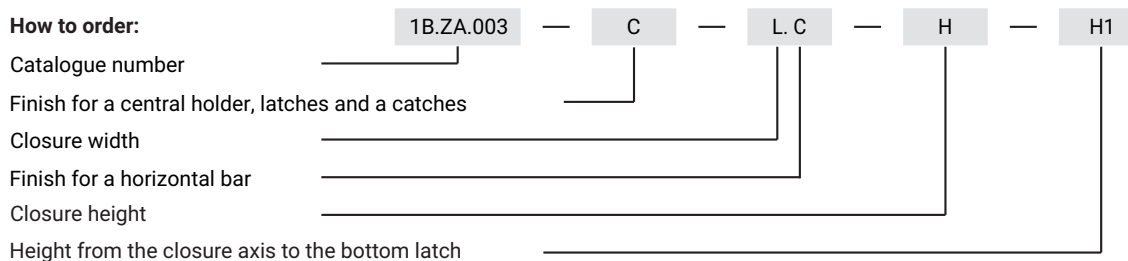 How to order: 1B.ZA.003 — C — L. C — H — H1
Catalogue number
Finish for a central holder, latches and a catches
Closure width
Finish for a horizontal bar
Closure height
Height from the closure axis to the bottom latch